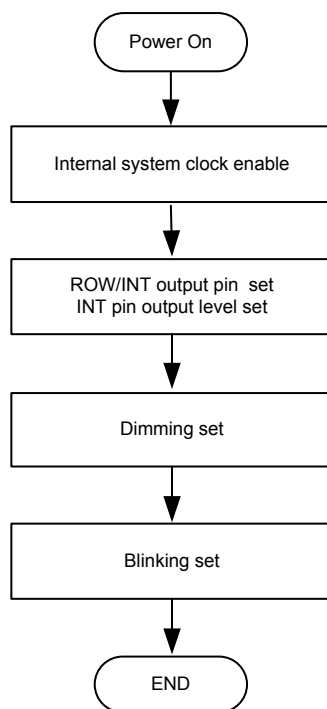 Power On
Internal system clock enable
ROW/INT output pin set
INT pin output level set
Dimming set
Blinking set
END